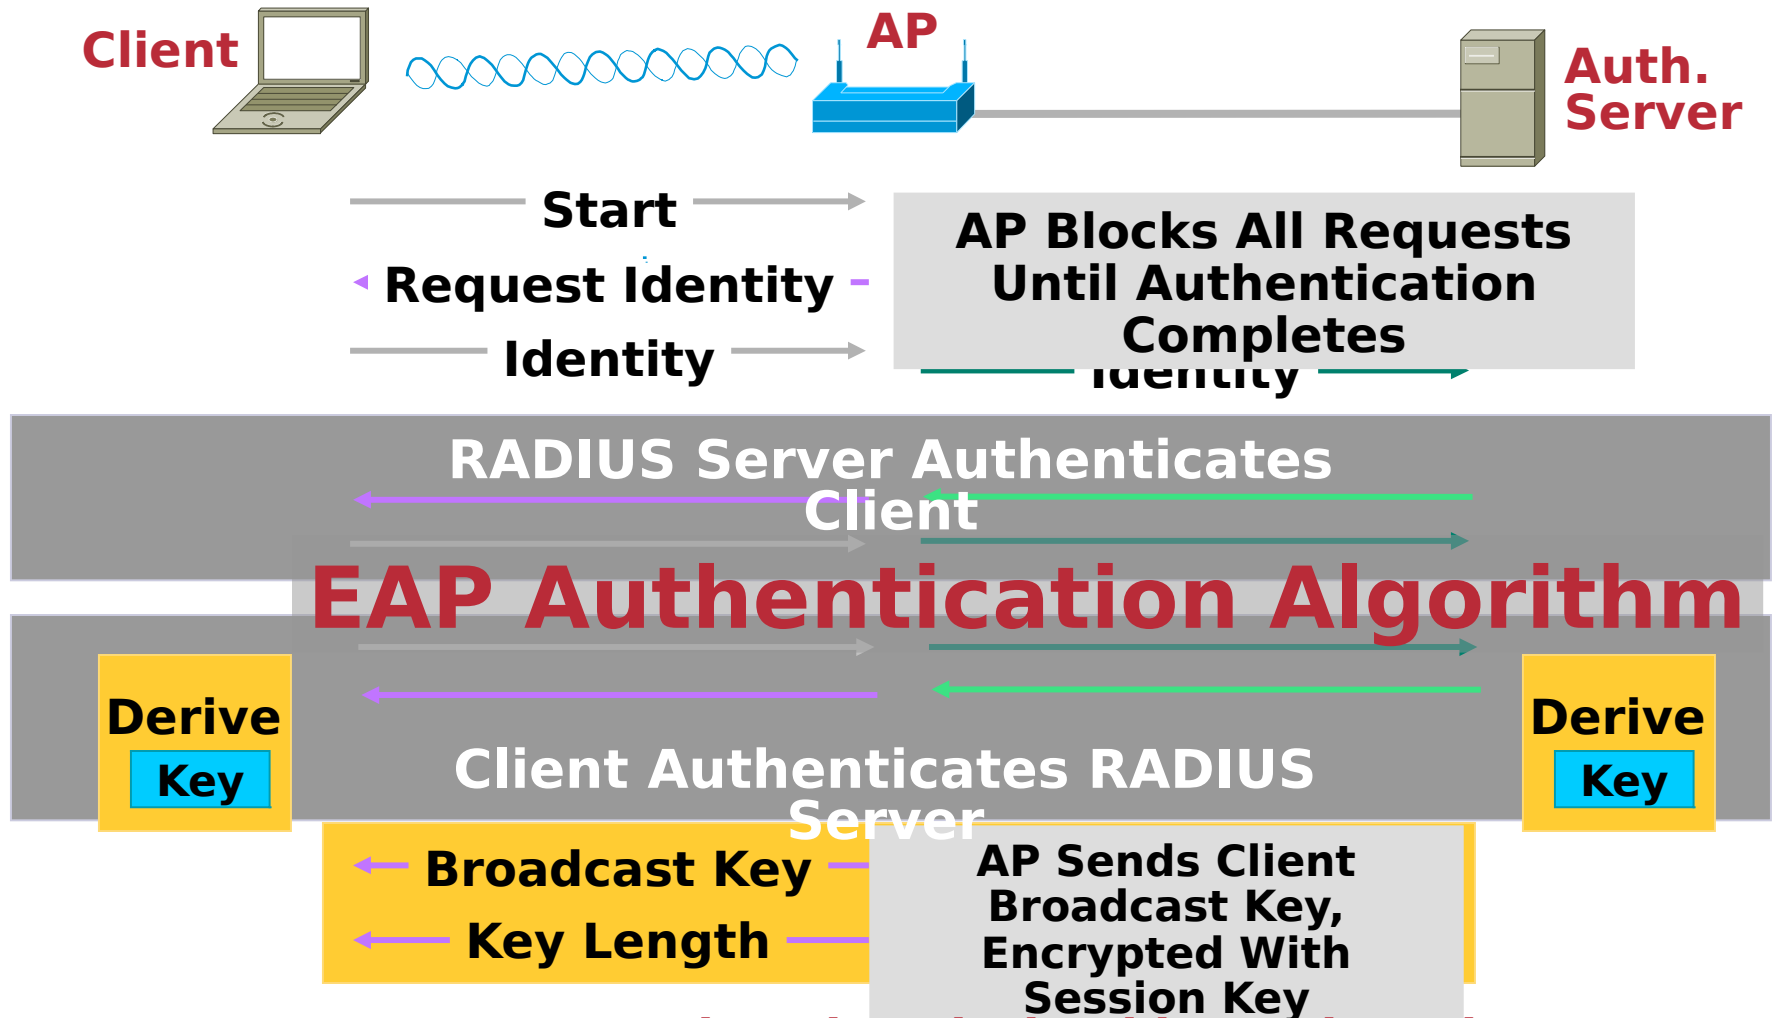 Client
AP
Auth.
Server
Start
AP Blocks All Requests
Until Authentication
Completes
Request Identity
Identity
Identity
RADIUS Server Authenticates
Client
EAP Authentication Algorithm
Derive
Key
Derive
Key
Client Authenticates RADIUS
Server
Broadcast Key
Key Length
AP Sends Client
Broadcast Key,
Encrypted With
Session Key